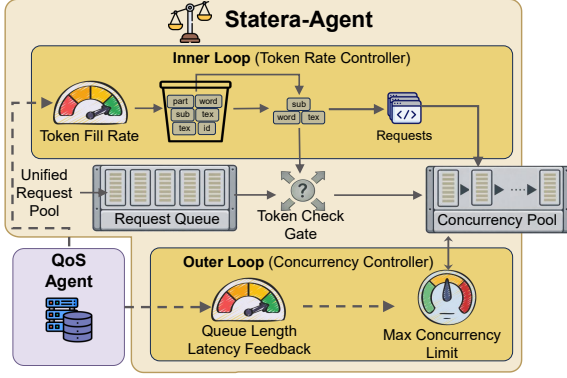 Statera-Agent
Inner Loop (Token Rate Controller)
part word
sub tex
tex id
sub
word tex
</>
Token Fill Rate
Requests
Unified
Request
Pool
Request Queue
?
Token Check
Gate
Concurrency Pool
QoS
Agent
Outer Loop (Concurrency Controller)
Queue Length
Latency Feedback
Max Concurrency
Limit